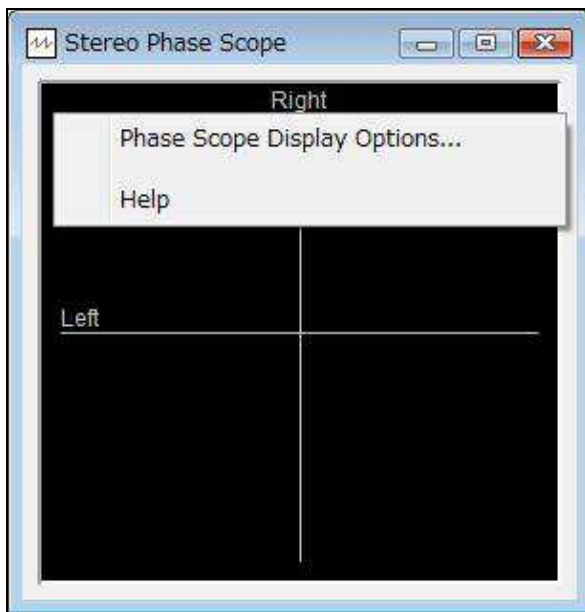 Stereo Phase Scope
Right
Phase Scope Display Options...
Help
Left